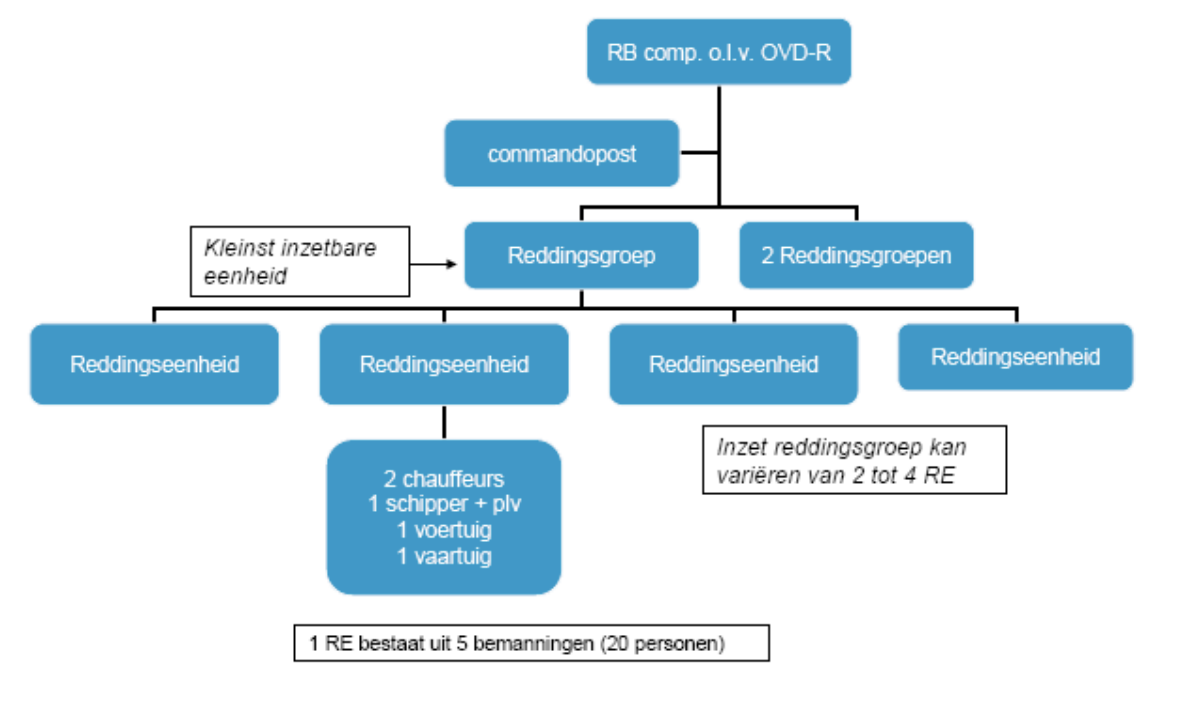 RB comp. o.l.v. OVD-R
commandopost
Kleinst inzetbare
eenheid
Reddingsgroep
2 Reddingsgroepen
Reddingseenheid
Reddingseenheid
Reddingseenheid
Reddingseenheid
2 chauffeurs
1 schipper + plv
1 voertuig
1 vaartuig
Inzet reddingsgroep kan
variëren van 2 tot 4 RE
1 RE bestaat uit 5 bemanningen (20 personen)